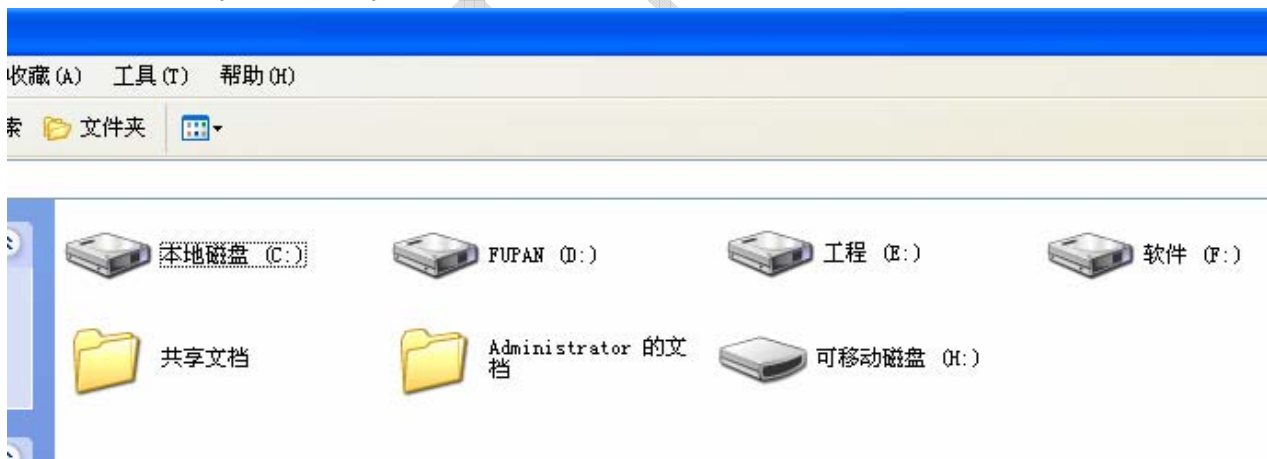 收藏(A) 工具(T) 帮助(H)
索 文件夹
本地磁盘 (C:) FUPAN (D:) 工程 (E:) 软件 (F:)
共享文档 Administrator 的文
档 可移动磁盘 (H:)